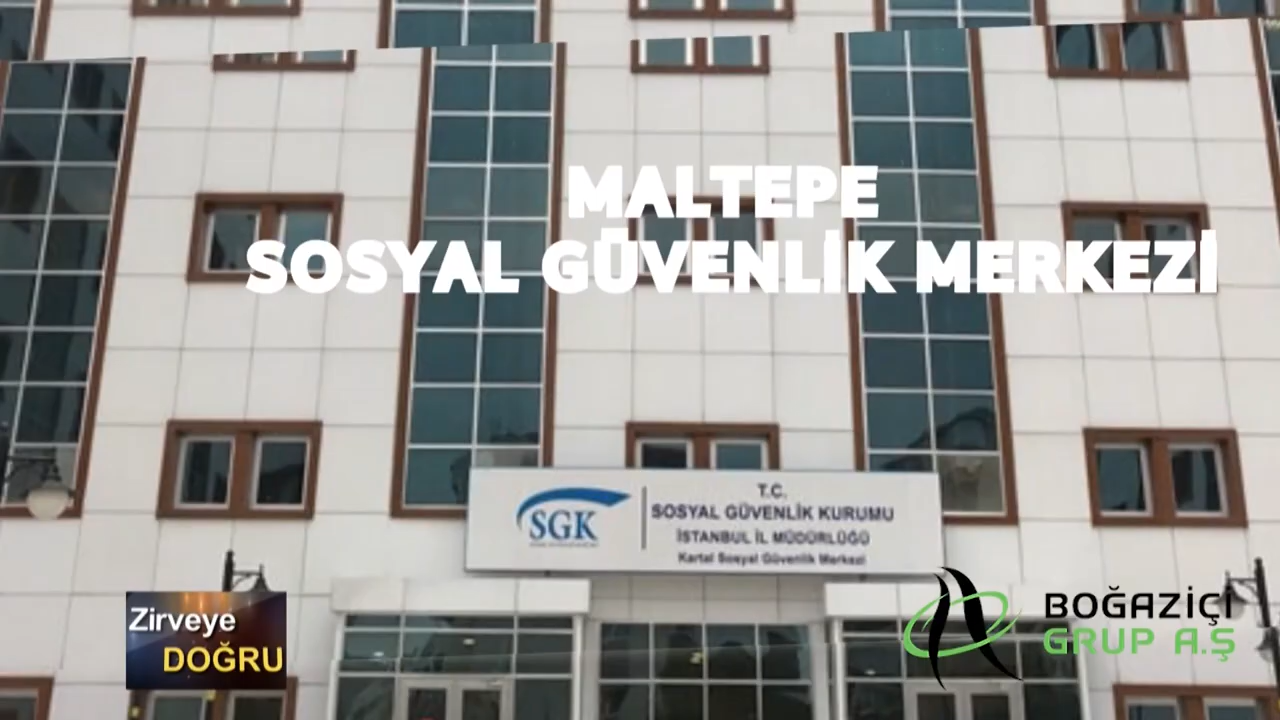 MALTEPE
SOSYAL GÜVENLİK MERKEZİ
T.C.
SOSYAL GÜVENLİK KURUMU
İSTANBUL İL MÜDÜRLÜĞÜ
Kartal Sosyal Güvenlik Merkezi
SGK
Zirveye
DOĞRU
BOĞAZİÇİ
GRUP A.Ş